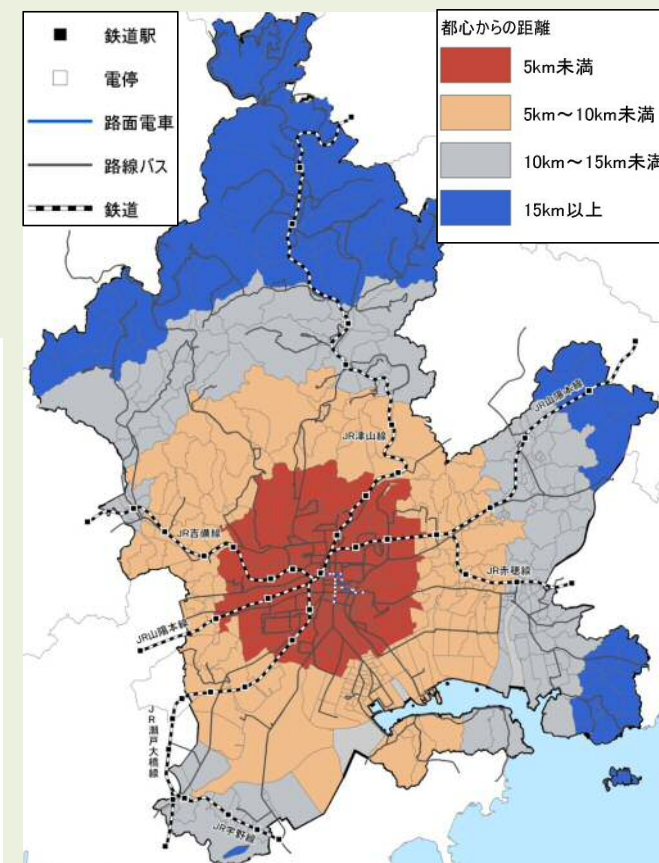 鉄道駅
電停
路面電車
路線バス
鉄道
都心からの距離
5km未満
5km～10km未満
10km～15km未満
15km以上
JR山陽本線
JR津山線
JR吉備線
JR赤穂線
JR山陽本線
JR瀬戸大橋線
JR宇野線